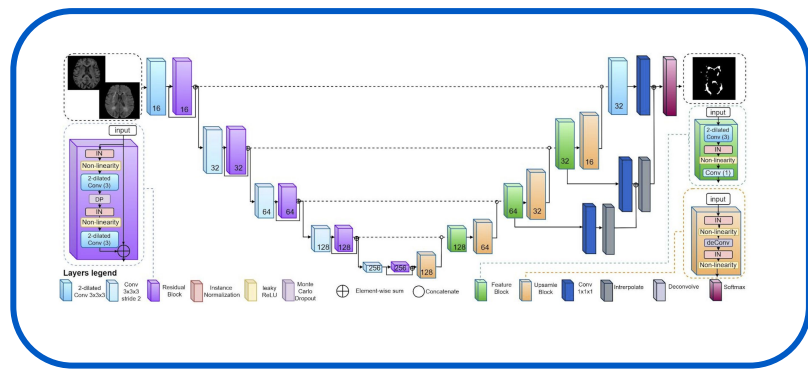 16
16
32
32
64
64
128
128
256
256
128
128
64
64
32
32
16
32
input
IN
Non-linearity
2-dilated
Conv (3)
DP
IN
Non-linearity
2-dilated
Conv (3)
input
2-dilated
Conv (3)
IN
Non-linearity
Conv (1)
input
IN
Non-linearity
deConv
IN
Non-linearity
Layers legend
2-dilated
Conv 3x3x3
Conv
3x3x3
stride 2
Residual
Block
Instance
Normalization
leaky
ReLU
Monte
Carlo
Dropout
Element-wise sum
Concatenate
Feature
Block
Upsamle
Block
Conv
1x1x1
Intrerpolate
Deconvolve
Softmax